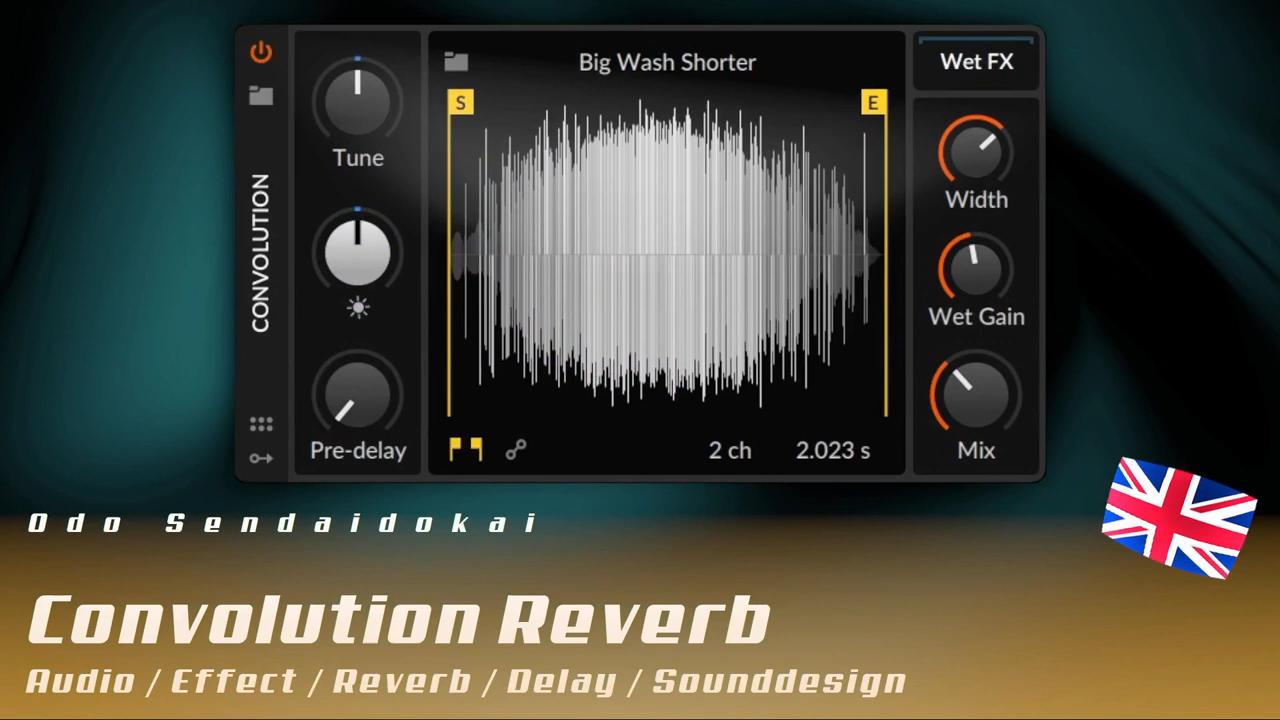 Big Wash Shorter
Wet FX
S
E
Tune
Width
CONVOLUTION
Wet Gain
Pre-delay
2 ch
2.023 s
Mix
Odo Sendaidokai
Convolution Reverb
Audio / Effect / Reverb / Delay / Sounddesign